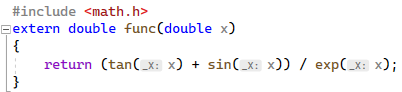 #include <math.h>
extern double func(double x)
{
    return (tan(_x: x) + sin(_x: x)) / exp(_x: x);
}